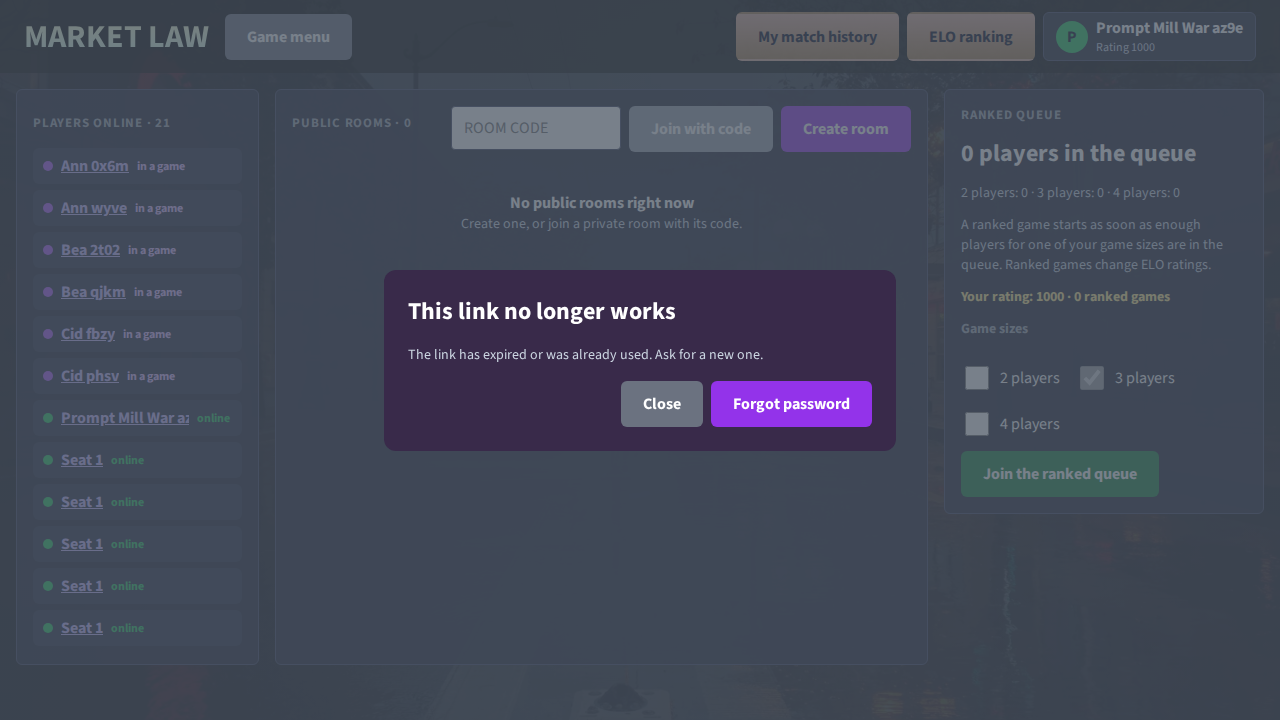 MARKET LAW
Game menu
My match history
ELO ranking
P
Prompt Mill War az9e
Rating 1000
PLAYERS ONLINE · 21
Ann 0x6m in a game
Ann wyve in a game
Bea 2t02 in a game
Bea qjkm in a game
Cid fbzy in a game
Cid phsv in a game
Prompt Mill War az online
Seat 1 online
Seat 1 online
Seat 1 online
Seat 1 online
Seat 1 online
PUBLIC ROOMS · 0
ROOM CODE
Join with code
Create room
No public rooms right now
Create one, or join a private room with its code.
This link no longer works
The link has expired or was already used. Ask for a new one.
Close
Forgot password
RANKED QUEUE
0 players in the queue
2 players: 0 · 3 players: 0 · 4 players: 0
A ranked game starts as soon as enough
players for one of your game sizes are in the
queue. Ranked games change ELO ratings.
Your rating: 1000 · 0 ranked games
Game sizes
2 players
3 players
4 players
Join the ranked queue